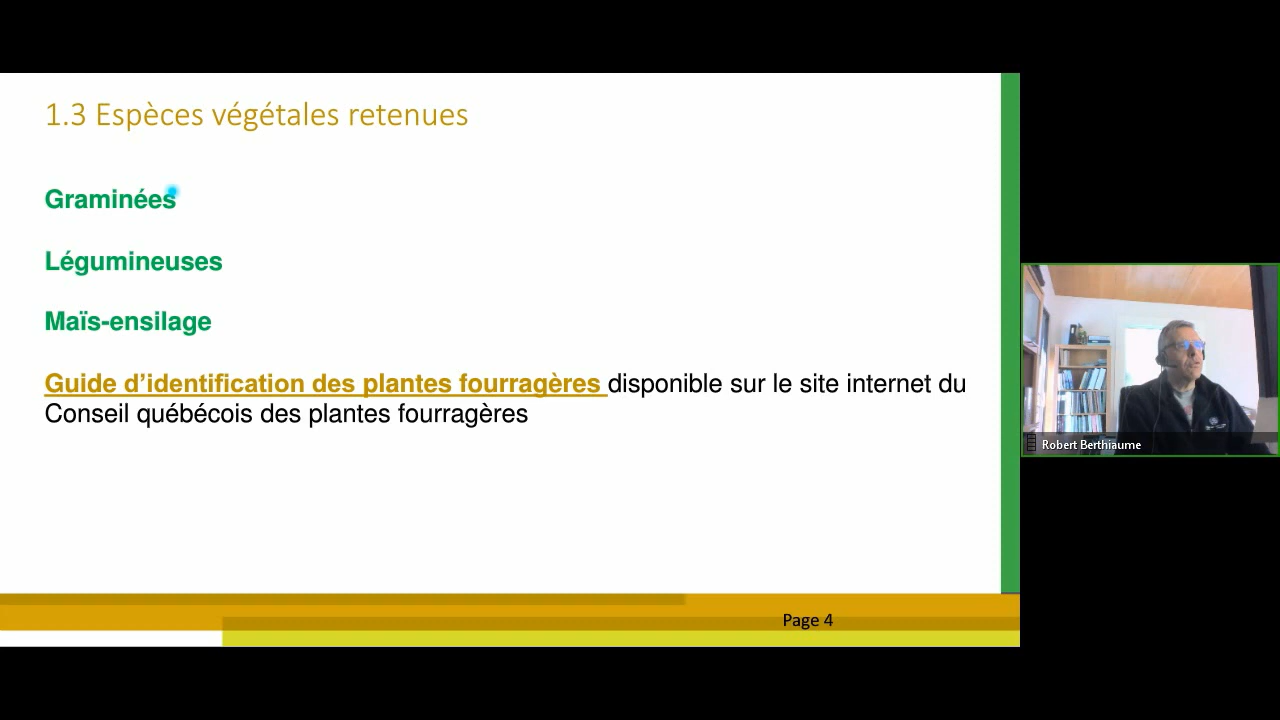 1.3 Espèces végétales retenues
Graminées
Légumineuses
Maïs-ensilage
Guide d’identification des plantes fourragères disponible sur le site internet du
Conseil québécois des plantes fourragères
Page 4
Robert Berthiaume